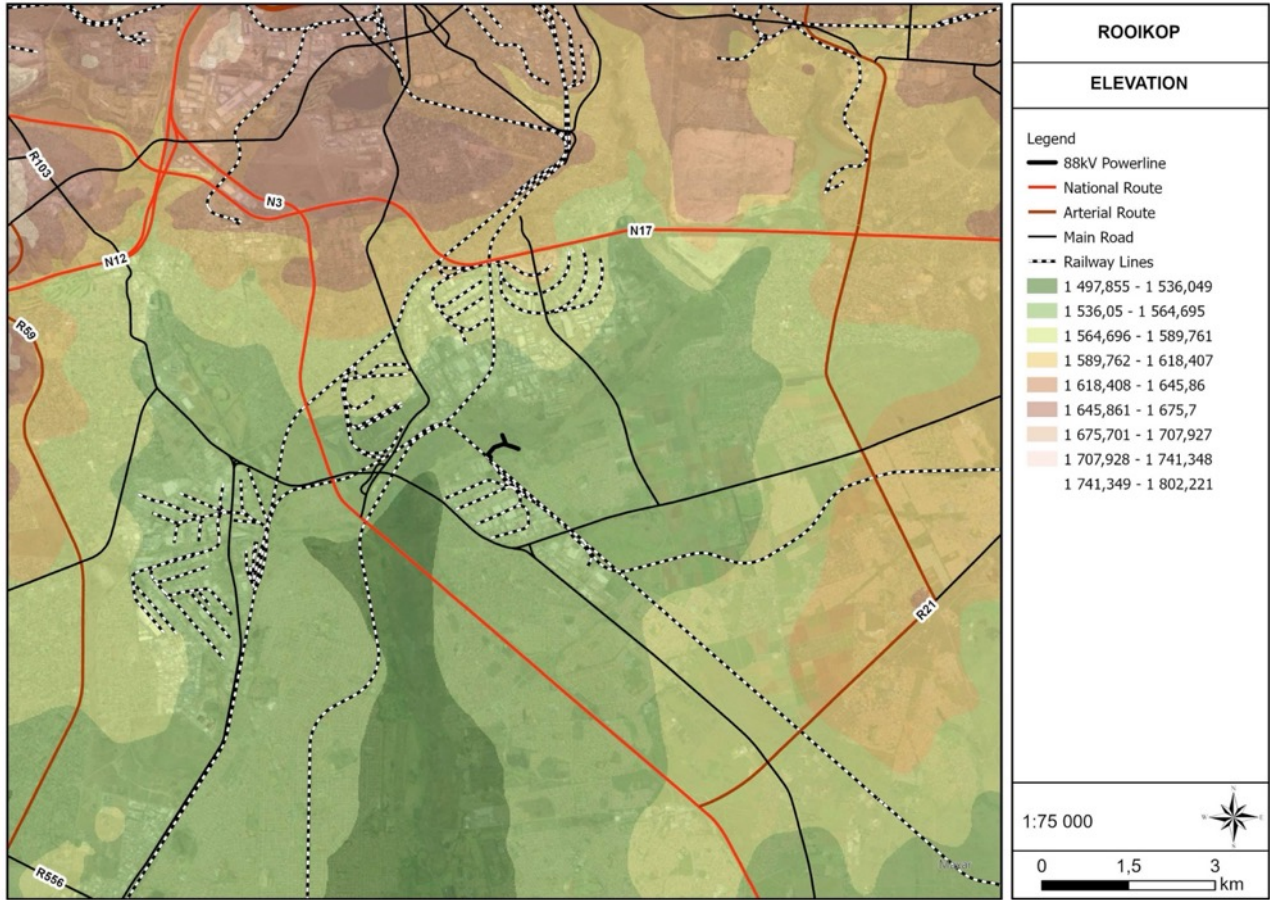 ROOIKOP
ELEVATION
Legend
88kV Powerline
National Route
Arterial Route
Main Road
Railway Lines
1 497,855 - 1 536,049
1 536,05 - 1 564,695
1 564,696 - 1 589,761
1 589,762 - 1 618,407
1 618,408 - 1 645,86
1 645,861 - 1 675,7
1 675,701 - 1 707,927
1 707,928 - 1 741,348
1 741,349 - 1 802,221
1:75 000
0 1,5 3
km
R103
N3
N17
N12
R59
R21
R556